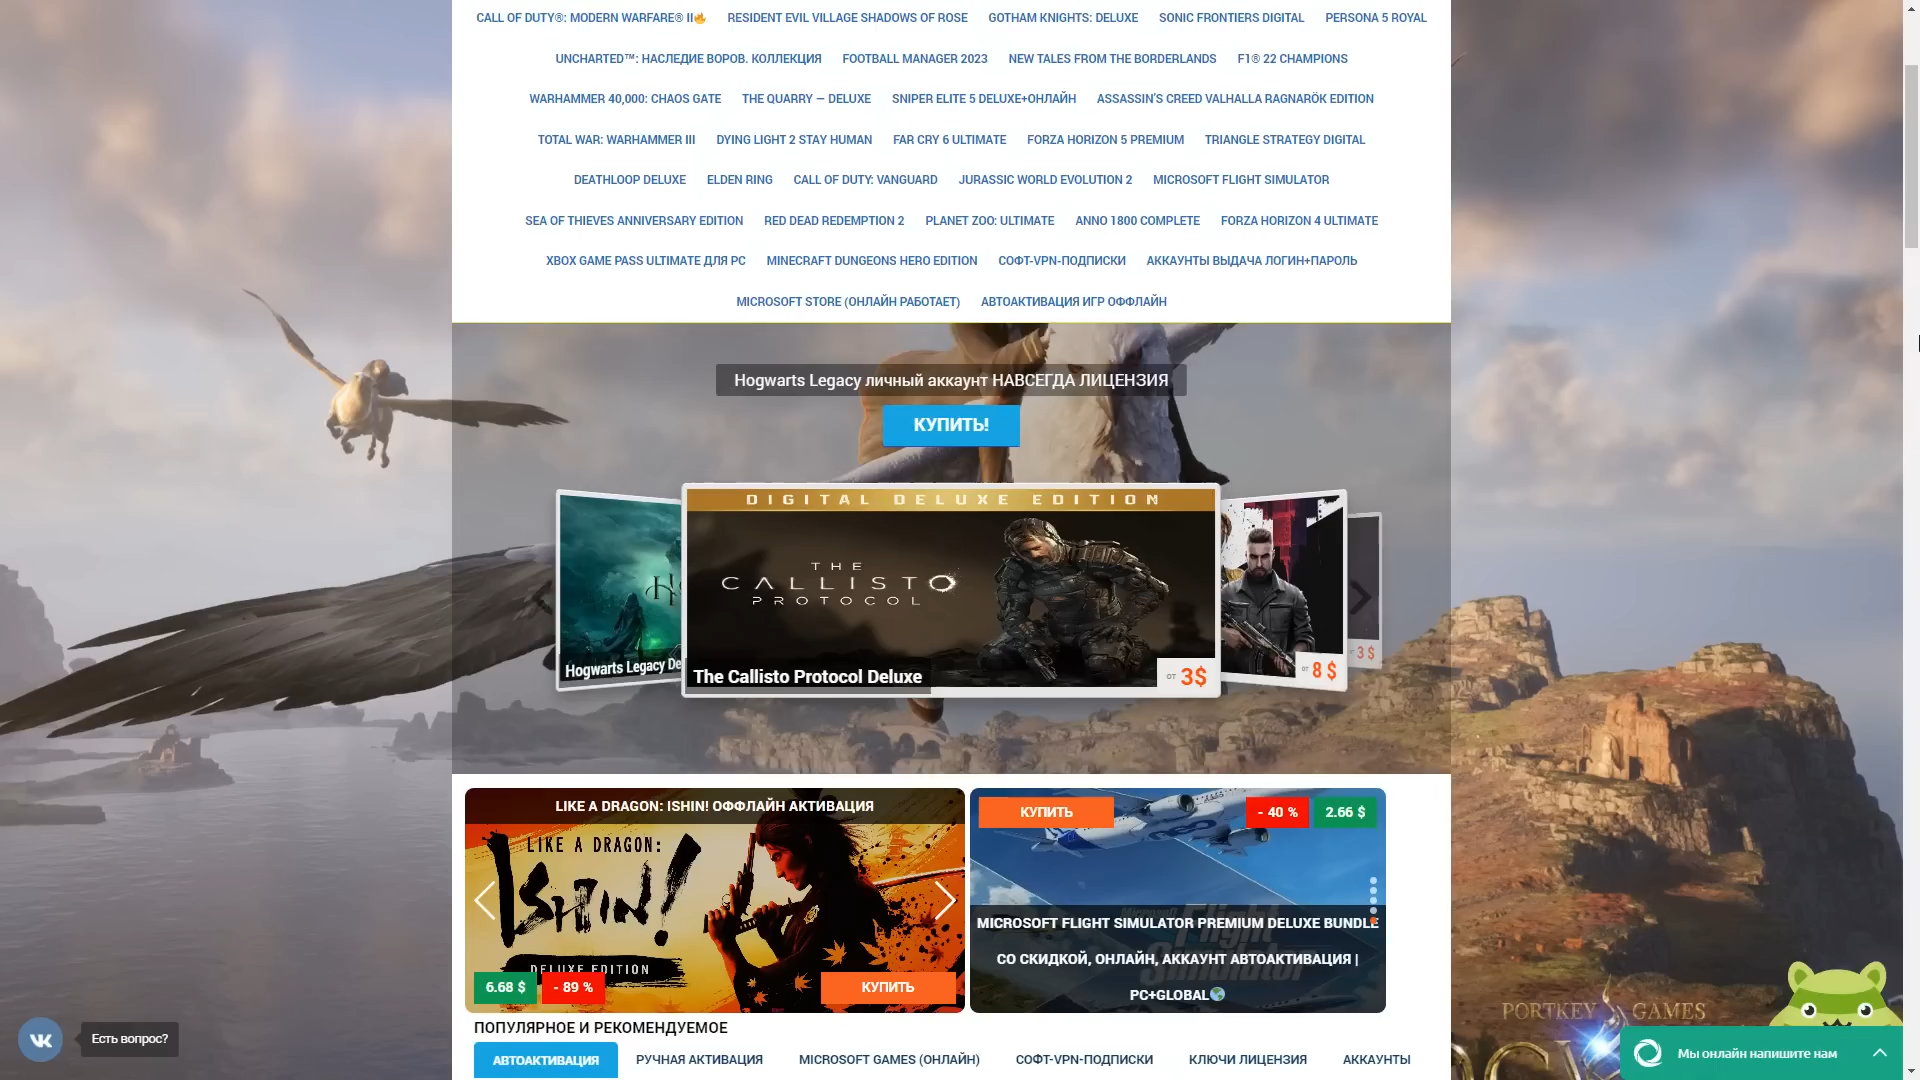 CALL OF DUTY®: MODERN WARFARE® II🔥 RESIDENT EVIL VILLAGE SHADOWS OF ROSE GOTHAM KNIGHTS: DELUXE SONIC FRONTIERS DIGITAL PERSONA 5 ROYAL
UNCHARTED™: НАСЛЕДИЕ ВОРОВ. КОЛЛЕКЦИЯ FOOTBALL MANAGER 2023 NEW TALES FROM THE BORDERLANDS F1® 22 CHAMPIONS
WARHAMMER 40,000: CHAOS GATE THE QUARRY — DELUXE SNIPER ELITE 5 DELUXE+ОНЛАЙН ASSASSIN'S CREED VALHALLA RAGNARÖK EDITION
TOTAL WAR: WARHAMMER III DYING LIGHT 2 STAY HUMAN FAR CRY 6 ULTIMATE FORZA HORIZON 5 PREMIUM TRIANGLE STRATEGY DIGITAL
DEATHLOOP DELUXE ELDEN RING CALL OF DUTY: VANGUARD JURASSIC WORLD EVOLUTION 2 MICROSOFT FLIGHT SIMULATOR
SEA OF THIEVES ANNIVERSARY EDITION RED DEAD REDEMPTION 2 PLANET ZOO: ULTIMATE ANNO 1800 COMPLETE FORZA HORIZON 4 ULTIMATE
XBOX GAME PASS ULTIMATE ДЛЯ PC MINECRAFT DUNGEONS HERO EDITION СОФТ-VPN-ПОДПИСКИ АККАУНТЫ ВЫДАЧА ЛОГИН+ПАРОЛЬ
MICROSOFT STORE (ОНЛАЙН РАБОТАЕТ) АВТОАКТИВАЦИЯ ИГР ОФФЛАЙН
Hogwarts Legacy личный аккаунт НАВСЕГДА ЛИЦЕНЗИЯ
КУПИТЬ!
DIGITAL DELUXE EDITION
THE
CALLISTO
PROTOCOL
Hogwarts Legacy De
The Callisto Protocol Deluxe
от 3$
от 8 $
от 3 $
LIKE A DRAGON: ISHIN! ОФФЛАЙН АКТИВАЦИЯ
LIKE A DRAGON:
ISHIN!
DELUXE EDITION
6.68 $ - 89 %
КУПИТЬ
КУПИТЬ
- 40 % 2.66 $
MICROSOFT FLIGHT SIMULATOR PREMIUM DELUXE BUNDLE
СО СКИДКОЙ, ОНЛАЙН, АККАУНТ АВТОАКТИВАЦИЯ |
PC+GLOBAL🌎
ПОПУЛЯРНОЕ И РЕКОМЕНДУЕМОЕ
АВТОАКТИВАЦИЯ РУЧНАЯ АКТИВАЦИЯ MICROSOFT GAMES (ОНЛАЙН) СОФТ-VPN-ПОДПИСКИ КЛЮЧИ ЛИЦЕНЗИЯ АККАУНТЫ
Есть вопрос?
PORTKEY GAMES
Мы онлайн напишите нам